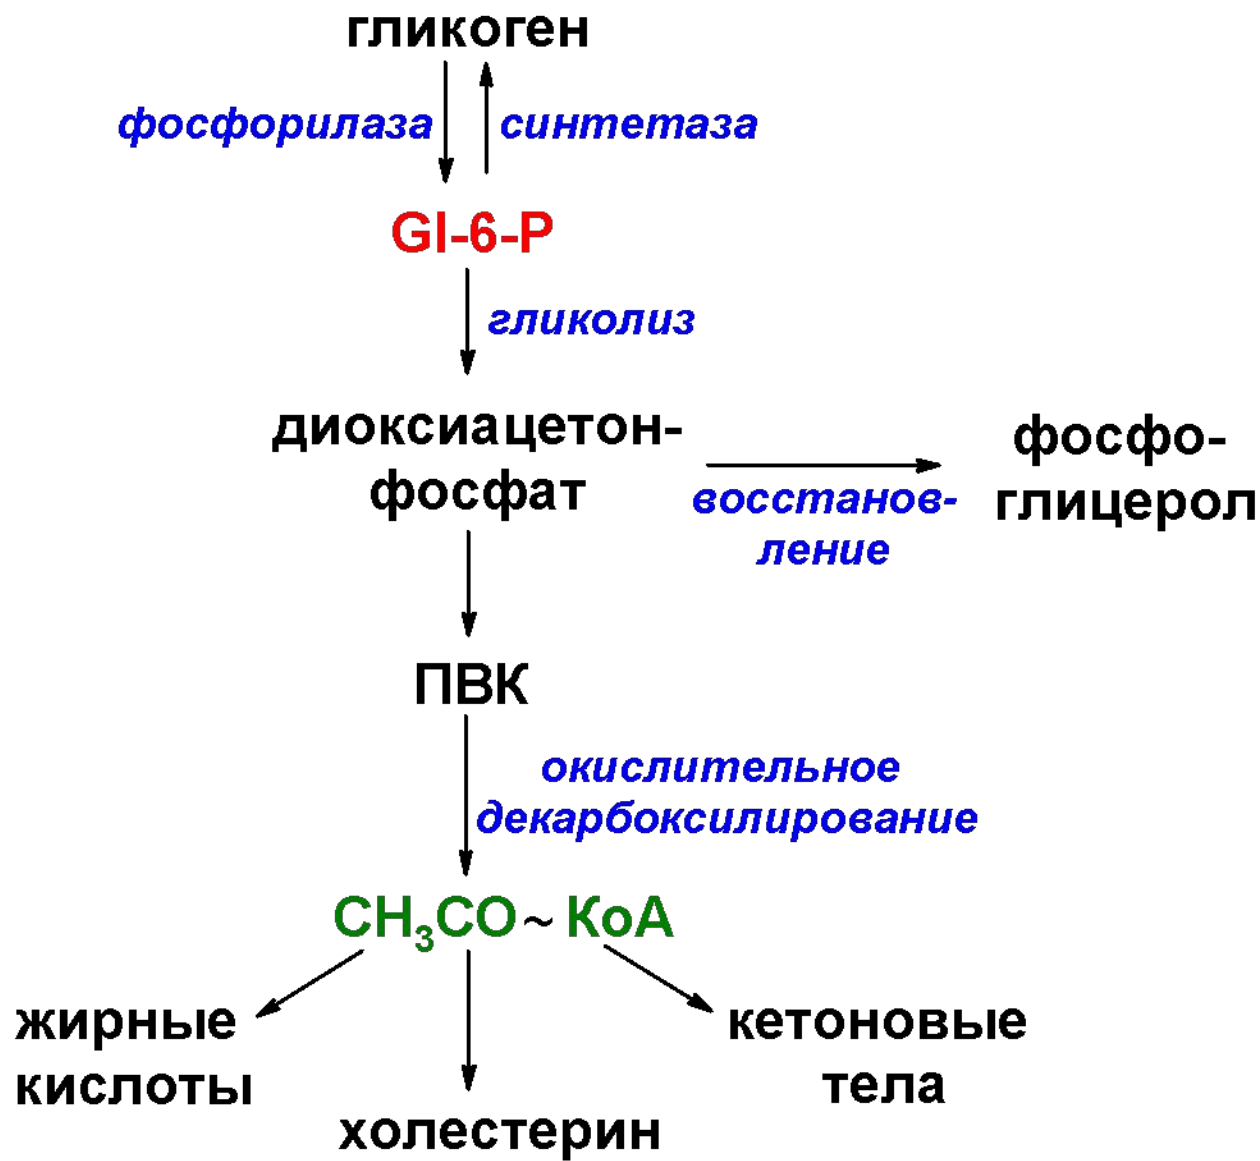 гликоген
фосфорилаза синтетаза
Gl-6-P
гликолиз
диоксиацетон-
фосфат
фосфо-
глицерол
восстанов-
ление
ПВК
окислительное
декарбоксилирование
CH₃CO ~ КоА
жирные
кислоты
холестерин
кетоновые
тела